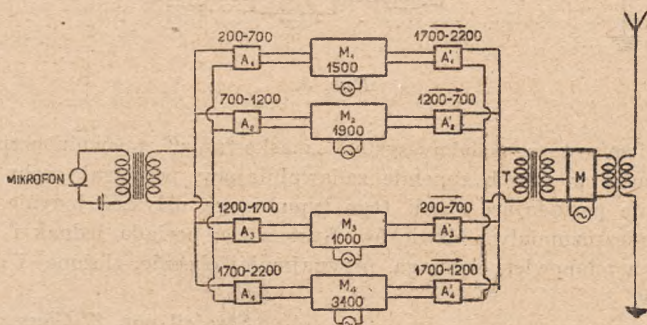 200-700
1700-2200
A₁
M₁
1500
A'₁
700-1200
1200-700
A₂
M₂
1900
A'₂
MIKROFON
T
M
1200-1700
200-700
A₃
M₃
1000
A'₃
1700-2200
1700-1200
A₄
M₄
3400
A'₄